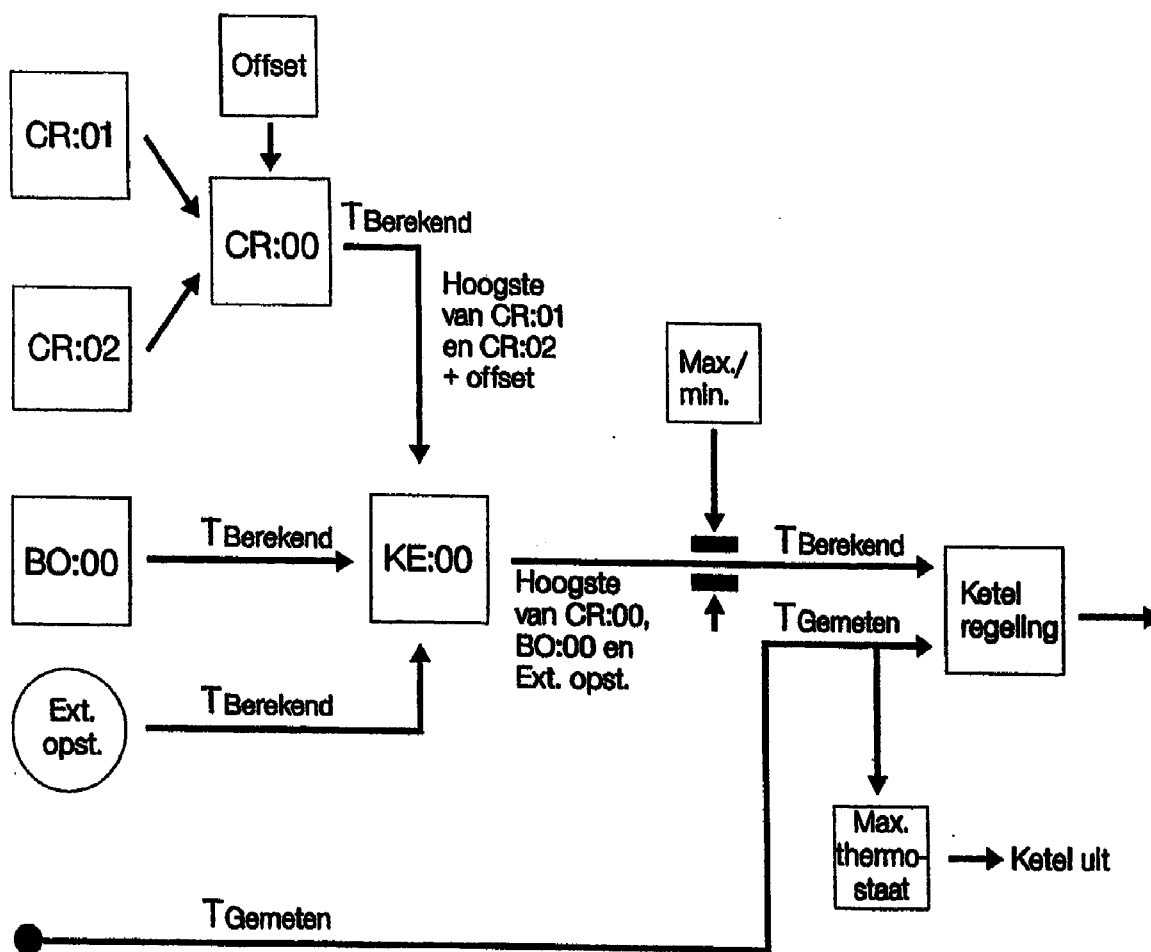 Offset
CR:01
CR:00
T Berekend
CR:02
Hoogste
van CR:01
en CR:02
+ offset
Max./
min.
BO:00
T Berekend
KE:00
T Berekend
Hoogste
van CR:00,
BO:00 en
Ext. opst.
T Gemeten
Ketel
regeling
Ext.
opst.
T Berekend
Max.
thermo-
staat
Ketel uit
T Gemeten